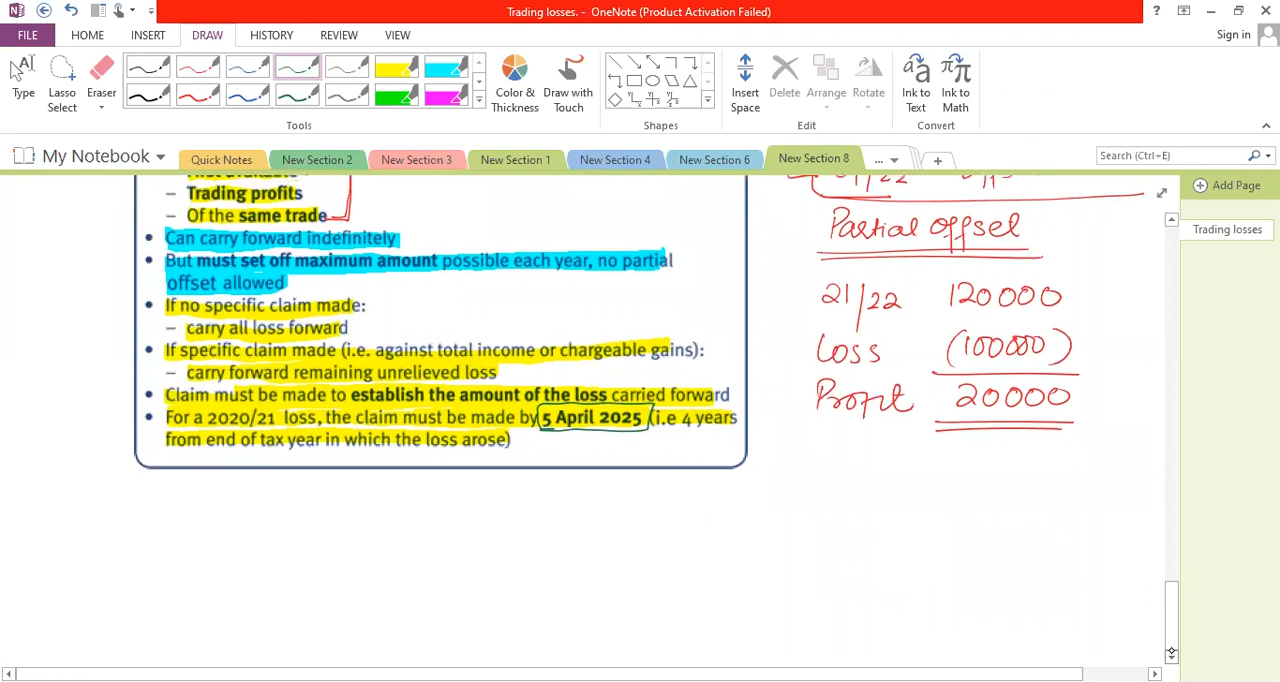 Trading losses. - OneNote (Product Activation Failed)
FILE HOME INSERT DRAW HISTORY REVIEW VIEW
Sign in
Type Lasso Select Eraser
Color & Thickness Draw with Touch
Insert Space Delete Arrange Rotate
Ink to Text Ink to Math
Tools Shapes Edit Convert
My Notebook Quick Notes New Section 2 New Section 3 New Section 1 New Section 4 New Section 6 New Section 8 ...
Search (Ctrl+E)
Add Page
Trading losses
– Trading profits
– Of the same trade
• Can carry forward indefinitely
• But must set off maximum amount possible each year, no partial
offset allowed
• If no specific claim made:
– carry all loss forward
• If specific claim made (i.e. against total income or chargeable gains):
– carry forward remaining unrelieved loss
• Claim must be made to establish the amount of the loss carried forward
• For a 2020/21 loss, the claim must be made by 5 April 2025 (i.e 4 years
from end of tax year in which the loss arose)
Partial Offset
21/22 120000
Loss (100000)
Profit 20000